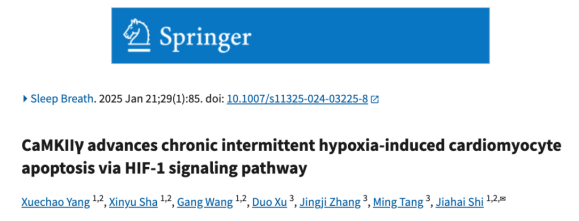 Springer
Sleep Breath. 2025 Jan 21;29(1):85. doi: 10.1007/s11325-024-03225-8
CaMKIIγ advances chronic intermittent hypoxia-induced cardiomyocyte
apoptosis via HIF-1 signaling pathway
Xuechao Yang 1,2, Xinyu Sha 1,2, Gang Wang 1,2, Duo Xu 3, Jingji Zhang 3, Ming Tang 3, Jiahai Shi 1,2,✉